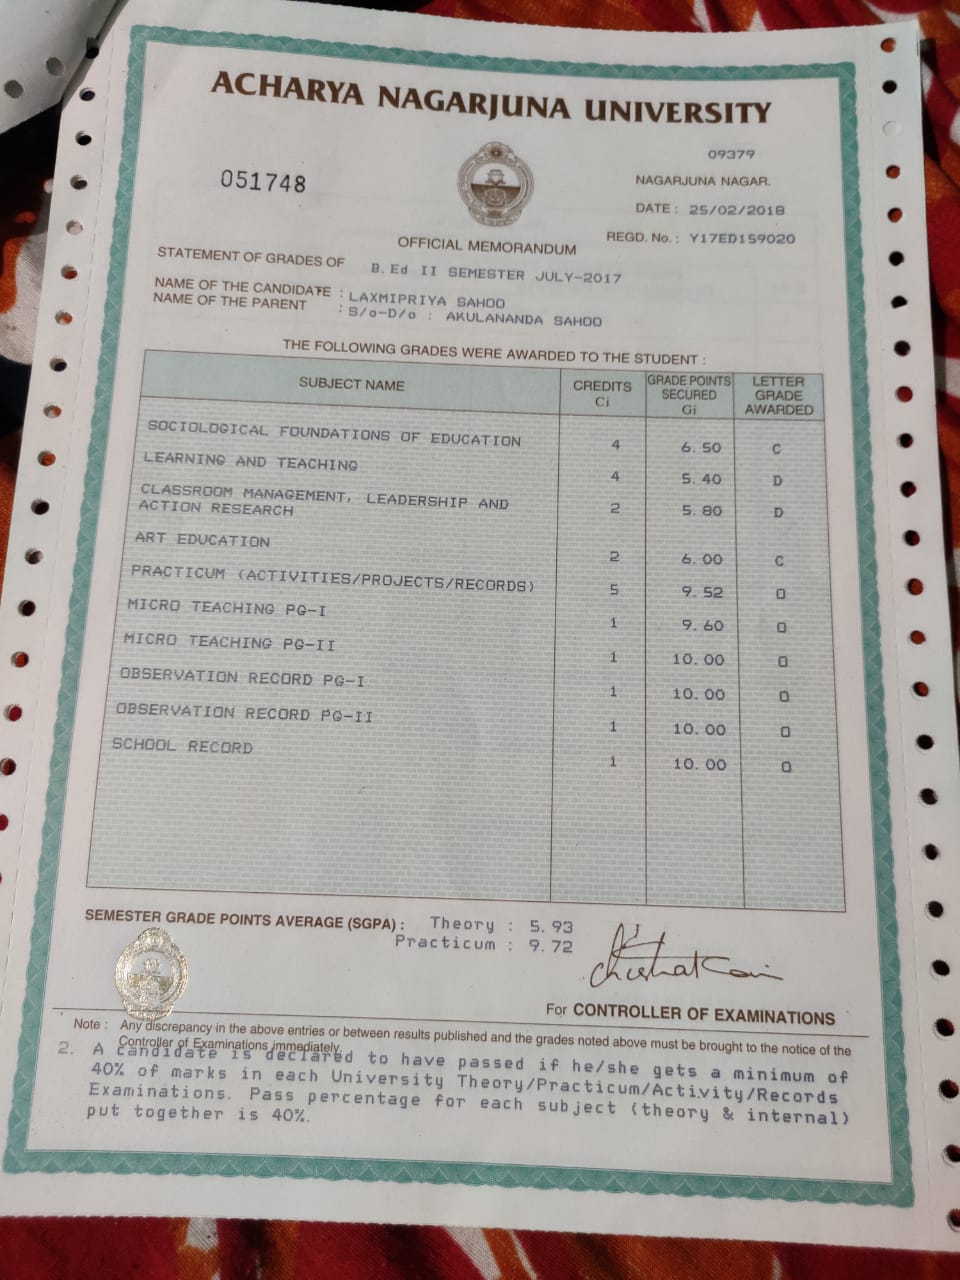 ACHARYA NAGARJUNA UNIVERSITY
09379
051748
NAGARJUNA NAGAR.
DATE : 25/02/2018
REGD. No. : Y17ED159020
OFFICIAL MEMORANDUM
STATEMENT OF GRADES OF B.Ed II SEMESTER JULY-2017
NAME OF THE CANDIDATE : LAXMIPRIYA SAHOO
NAME OF THE PARENT : S/o-D/o : AKULANANDA SAHOO
THE FOLLOWING GRADES WERE AWARDED TO THE STUDENT :
SUBJECT NAME CREDITS Ci GRADE POINTS SECURED Gi LETTER GRADE AWARDED
SOCIOLOGICAL FOUNDATIONS OF EDUCATION 4 6.50 C
LEARNING AND TEACHING 4 5.40 D
CLASSROOM MANAGEMENT, LEADERSHIP AND 2 5.80 D
ACTION RESEARCH
ART EDUCATION 2 6.00 C
PRACTICUM (ACTIVITIES/PROJECTS/RECORDS) 5 9.52 O
MICRO TEACHING PG-I 1 9.60 O
MICRO TEACHING PG-II 1 10.00 O
OBSERVATION RECORD PG-I 1 10.00 O
OBSERVATION RECORD PG-II 1 10.00 O
SCHOOL RECORD 1 10.00 O
SEMESTER GRADE POINTS AVERAGE (SGPA) : Theory : 5.93
Practicum : 9.72
For CONTROLLER OF EXAMINATIONS
Note : Any discrepancy in the above entries or between results published and the grades noted above must be brought to the notice of the
Controller of Examinations immediately.
2. A candidate is declared to have passed if he/she gets a minimum of
40% of marks in each University Theory/Practicum/Activity/Records
Examinations. Pass percentage for each subject (theory & internal)
put together is 40%.